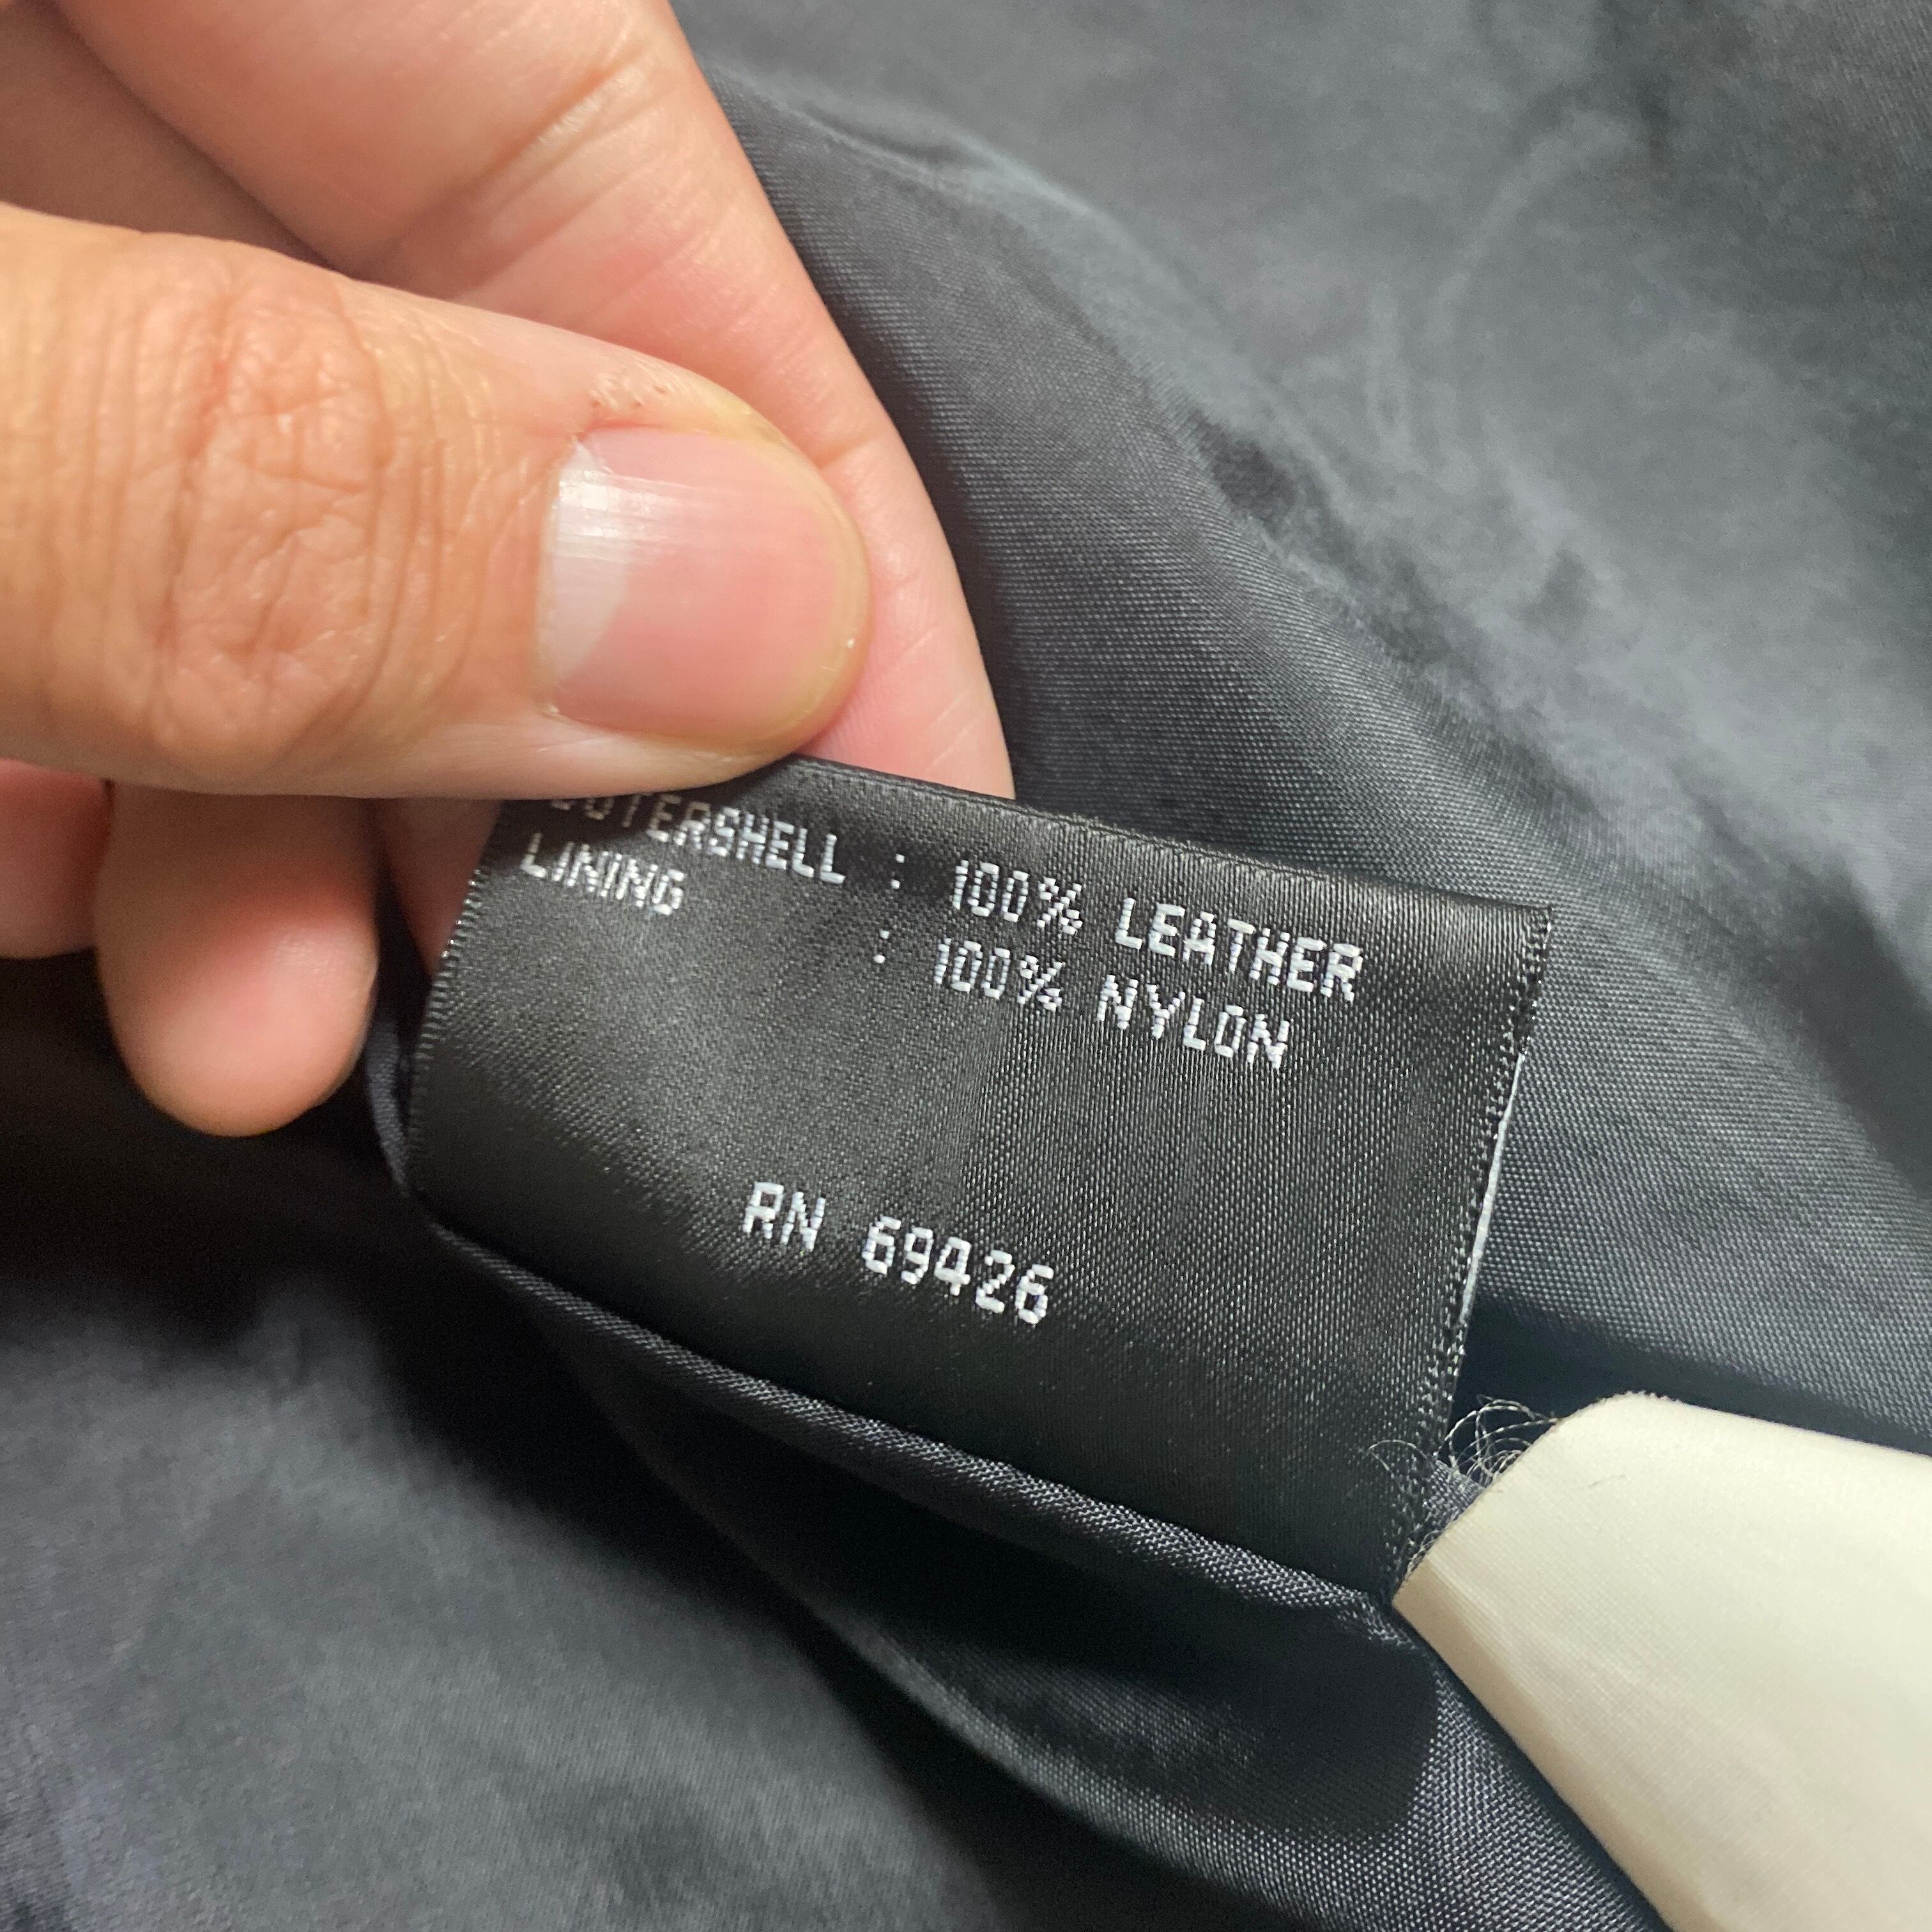 OUTERSHELL : 100% LEATHER
LINING : 100% NYLON
RN 69426